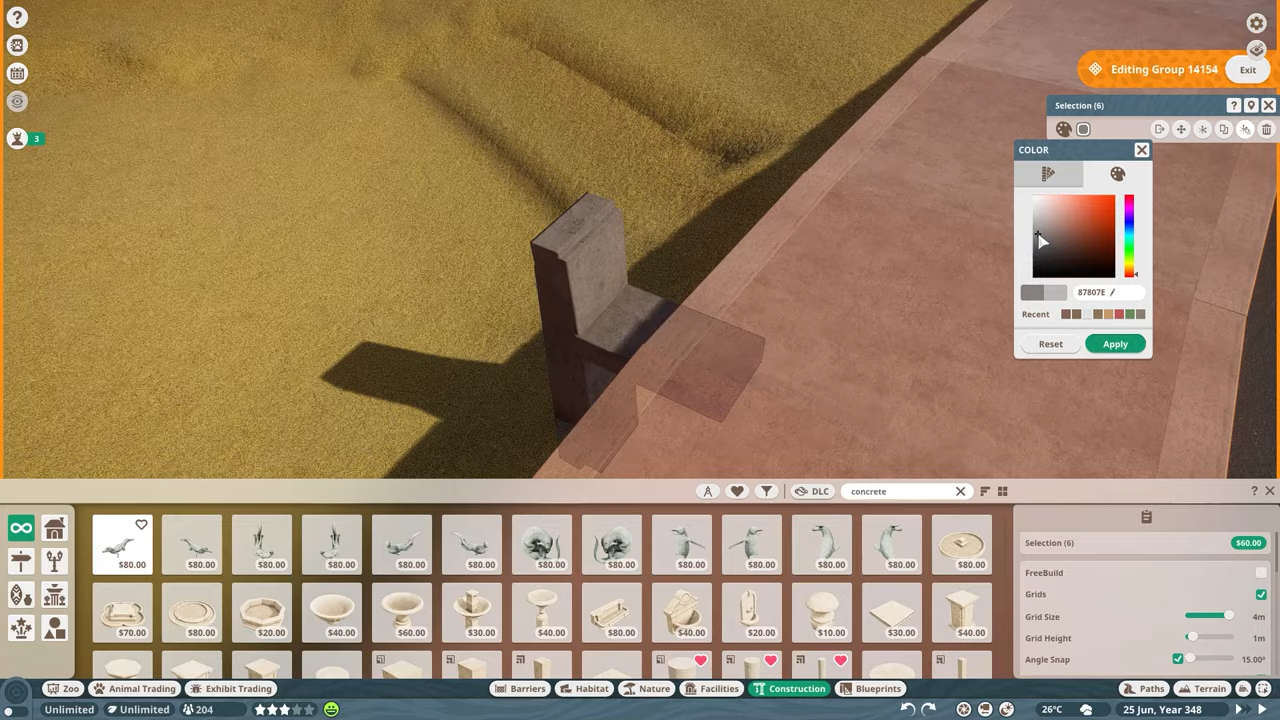 ?
Editing Group 14154
Exit
Selection (6)
?
3
COLOR
87807E
Recent
Reset
Apply
DLC
concrete
?
$80.00
$80.00
$80.00
$80.00
$80.00
$80.00
$80.00
$80.00
$80.00
$80.00
$80.00
$80.00
$80.00
$70.00
$80.00
$20.00
$40.00
$60.00
$30.00
$40.00
$80.00
$40.00
$20.00
$10.00
$30.00
$40.00
Selection (6)
$60.00
FreeBuild
Grids
Grid Size
4m
Grid Height
1m
Angle Snap
15.00°
Zoo
Animal Trading
Exhibit Trading
Barriers
Habitat
Nature
Facilities
Construction
Blueprints
Paths
Terrain
Unlimited
Unlimited
204
26°C
25 Jun, Year 348